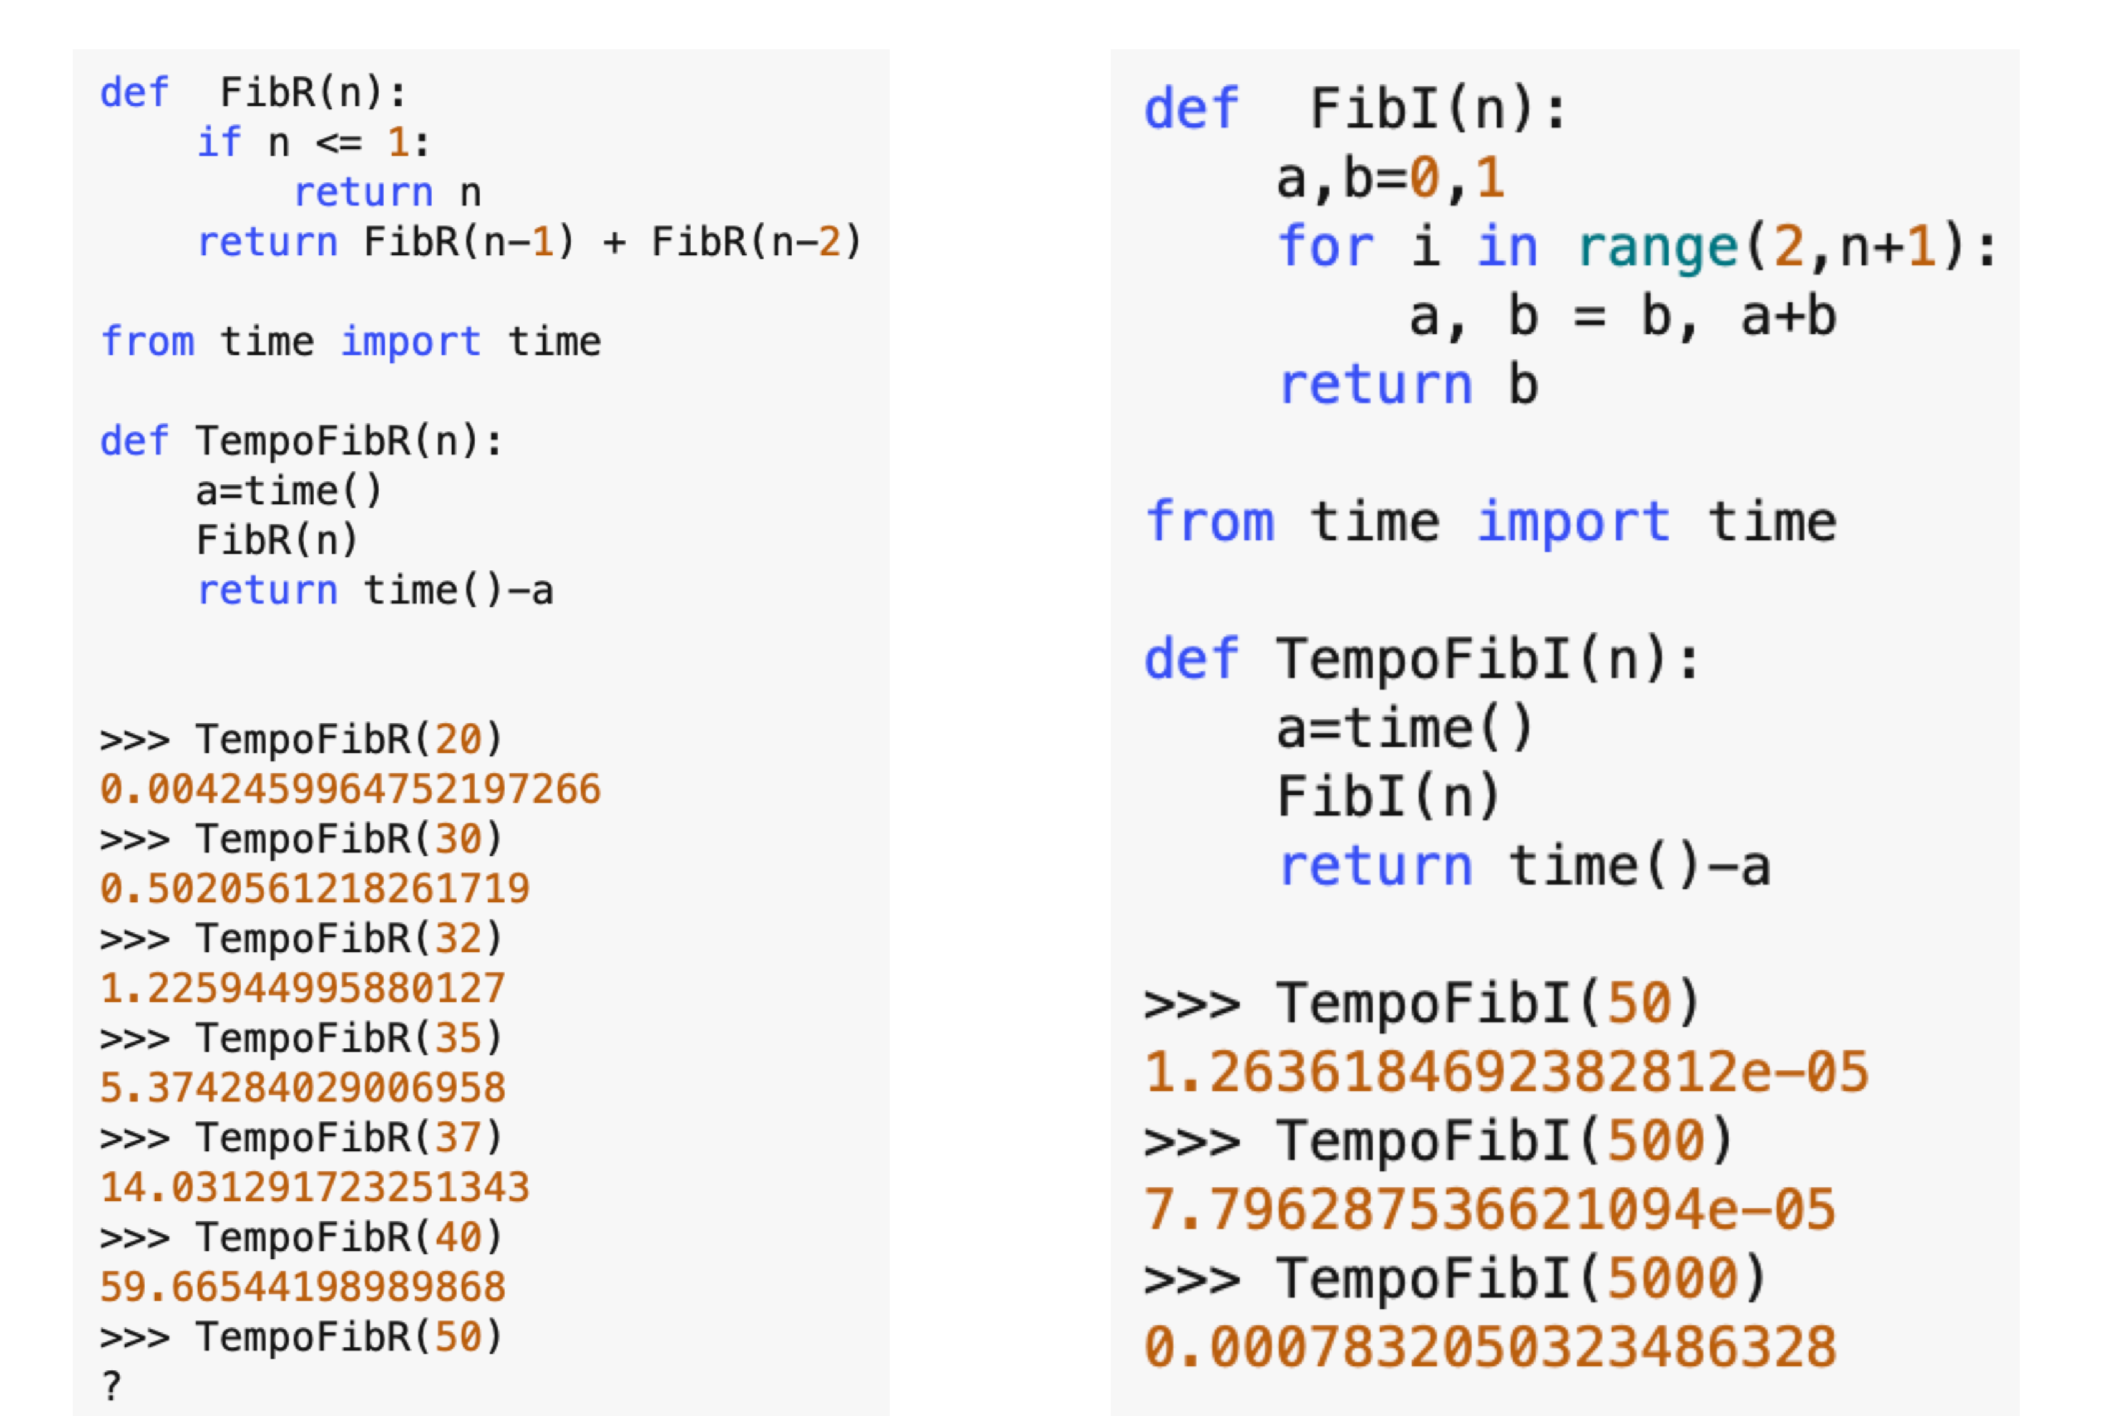 def  FibR(n):
    if n <= 1:
        return n
    return FibR(n-1) + FibR(n-2)
from time import time
def TempoFibR(n):
    a=time()
    FibR(n)
    return time()-a
>>> TempoFibR(20)
0.0042459964752197266
>>> TempoFibR(30)
0.5020561218261719
>>> TempoFibR(32)
1.225944995880127
>>> TempoFibR(35)
5.374284029006958
>>> TempoFibR(37)
14.031291723251343
>>> TempoFibR(40)
59.66544198989868
>>> TempoFibR(50)
?
def  FibI(n):
    a,b=0,1
    for i in range(2,n+1):
        a, b = b, a+b
    return b
from time import time
def TempoFibI(n):
    a=time()
    FibI(n)
    return time()-a
>>> TempoFibI(50)
1.2636184692382812e-05
>>> TempoFibI(500)
7.796287536621094e-05
>>> TempoFibI(5000)
0.0007832050323486328